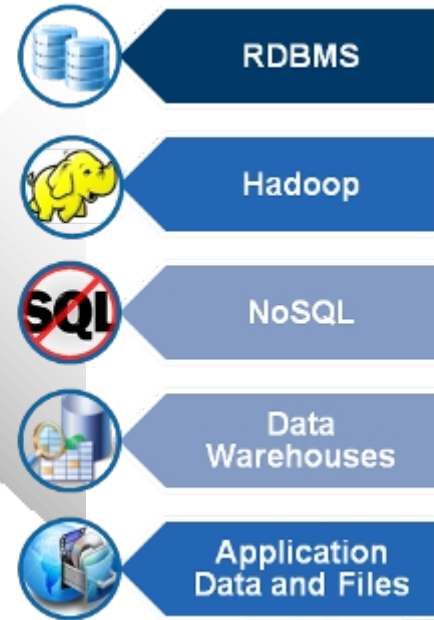 RDBMS
Hadoop
SQL
NoSQL
Data
Warehouses
Application
Data and Files